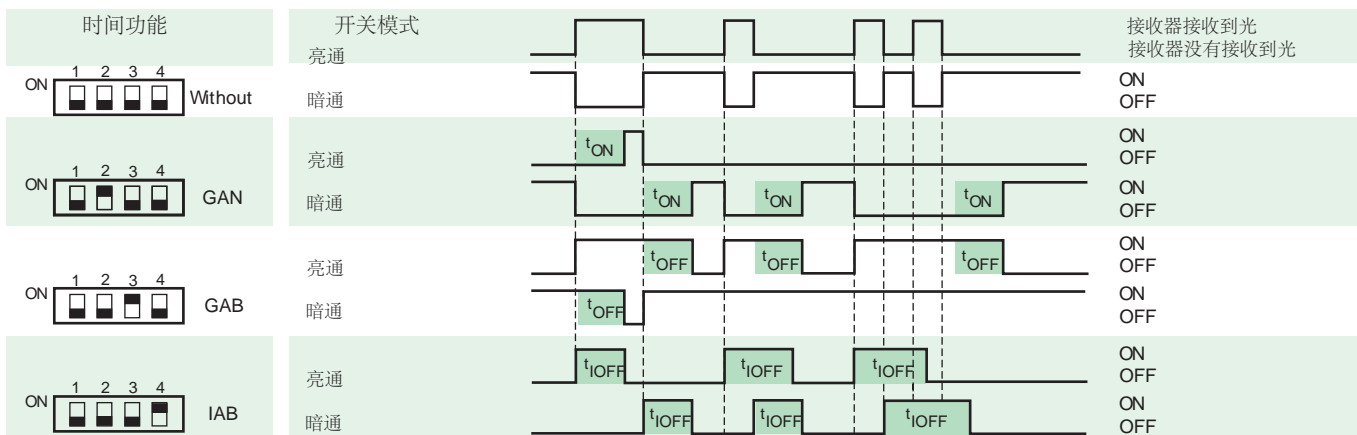 时间功能
开关模式
接收器接收到光
接收器没有接收到光
亮通
1 2 3 4
ON
Without
暗通
ON
OFF
亮通
tON
ON
OFF
1 2 3 4
ON
GAN
暗通
tON
tON
tON
ON
OFF
亮通
tOFF
tOFF
tOFF
ON
OFF
1 2 3 4
ON
GAB
暗通
tOFF
ON
OFF
亮通
tIOFF
tIOFF
tIOFF
ON
OFF
1 2 3 4
ON
IAB
暗通
tIOFF
tIOFF
tIOFF
ON
OFF